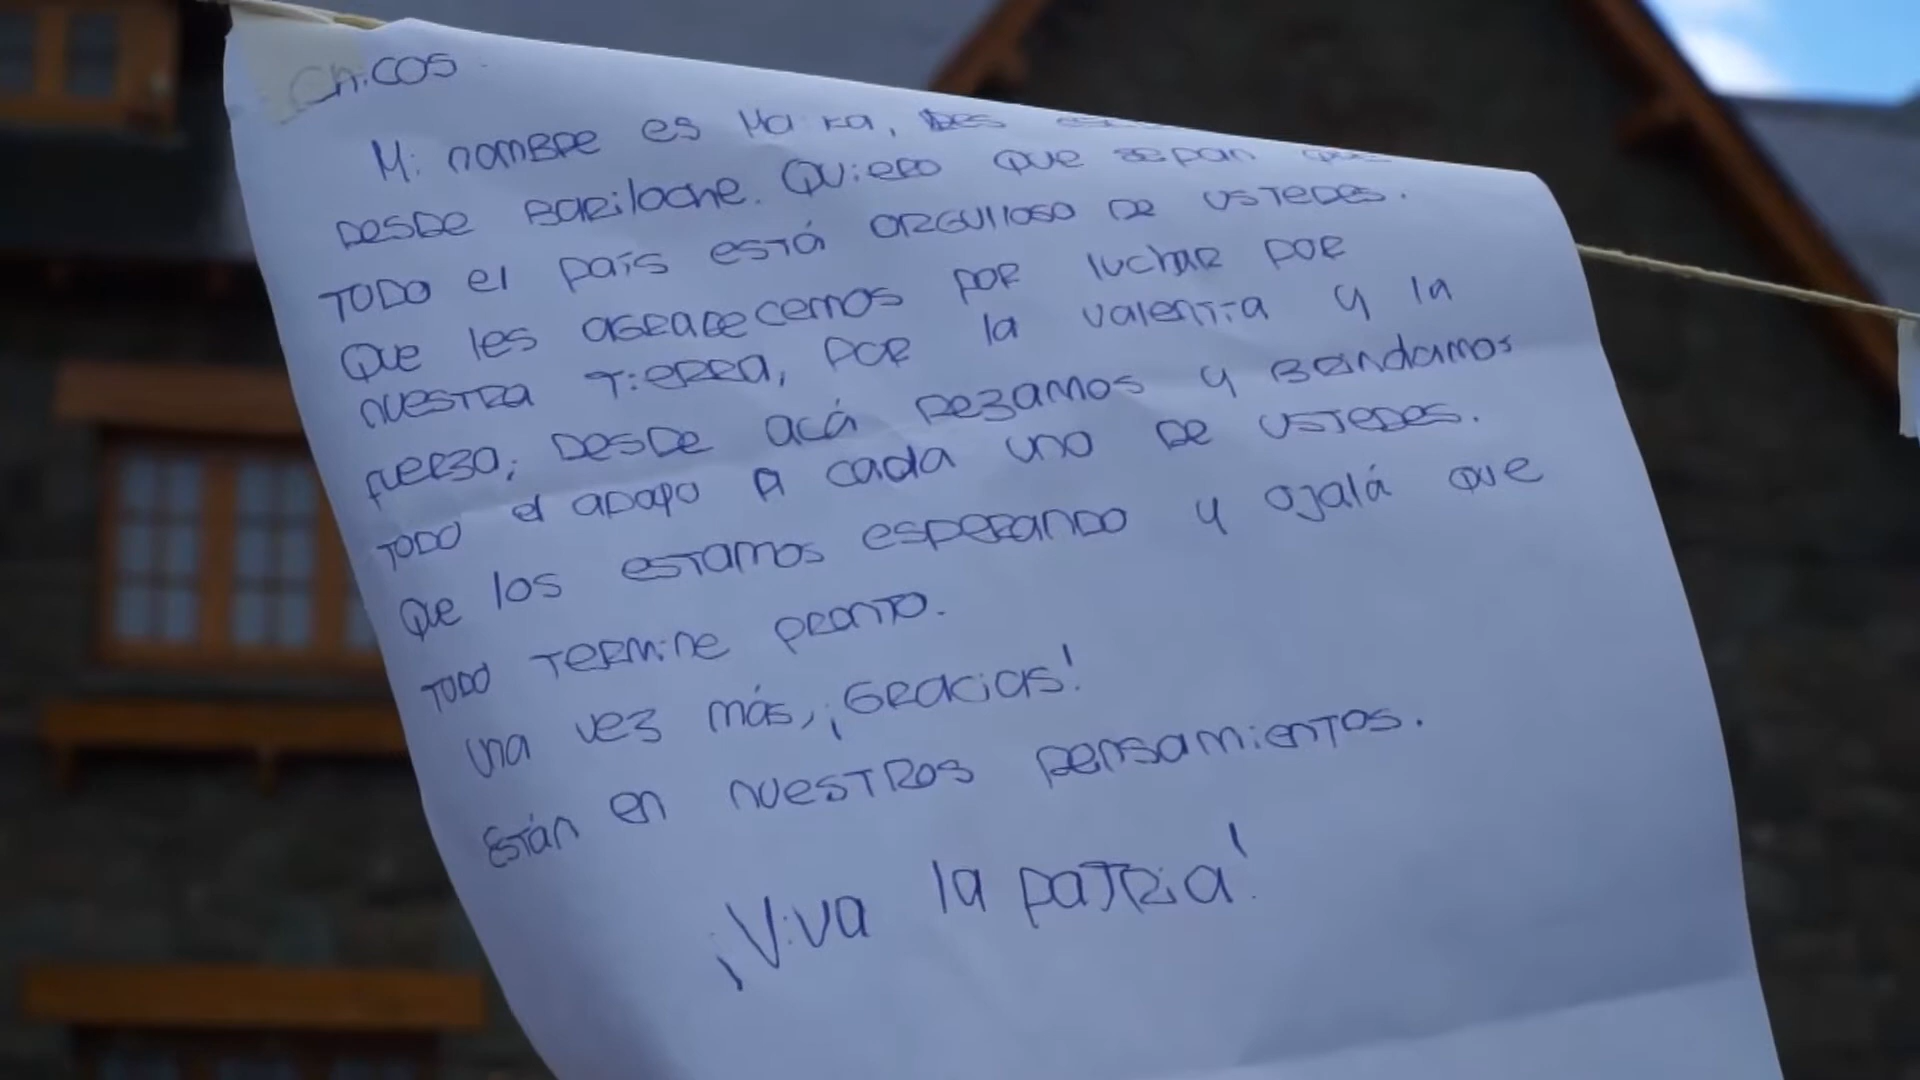 Chicos
Mi nombre es Maira, les
desde Bariloche. Quiero que sepan que
todo el país está orgulloso de ustedes.
Que les agradecemos por luchar por
nuestra tierra, por la valentía y la
fuerza; desde acá rezamos y brindamos
todo el apoyo a cada uno de ustedes.
Que los estamos esperando y ojalá que
todo termine pronto.
Una vez más, ¡Gracias!
Están en nuestros pensamientos.
¡Viva la patria!